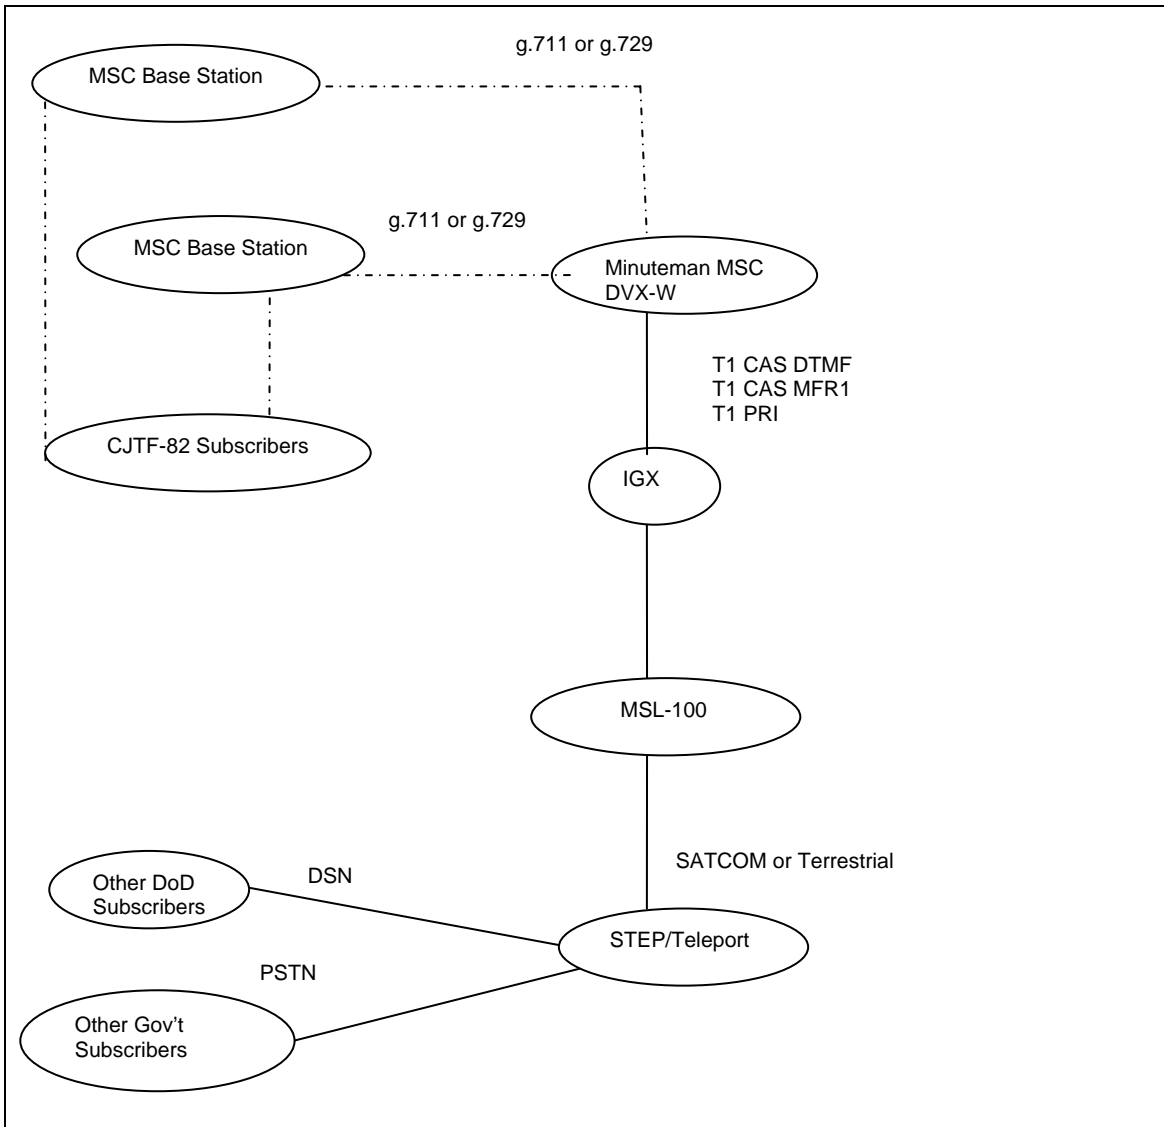 g.711 or g.729
MSC Base Station
g.711 or g.729
MSC Base Station
Minuteman MSC
DVX-W
T1 CAS DTMF
T1 CAS MFR1
T1 PRI
CJTF-82 Subscribers
IGX
MSL-100
SATCOM or Terrestrial
DSN
Other DoD
Subscribers
STEP/Teleport
PSTN
Other Gov't
Subscribers